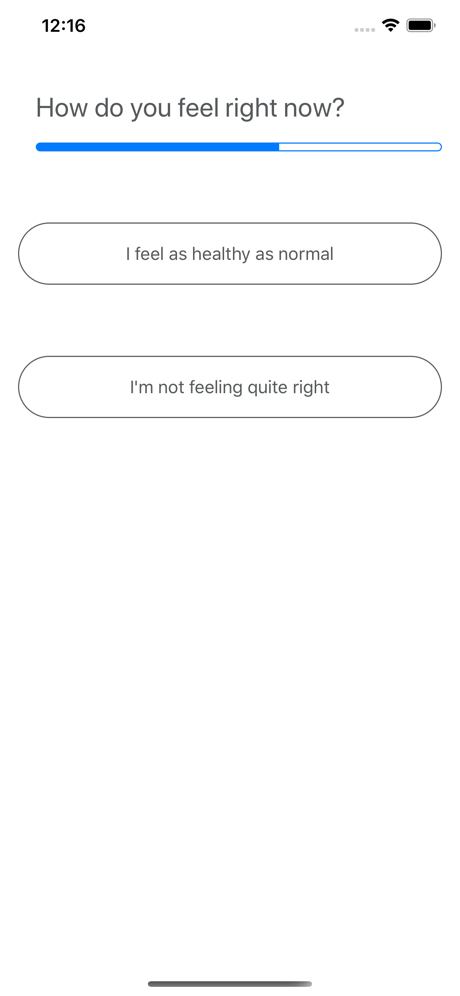 12:16
How do you feel right now?
I feel as healthy as normal
I'm not feeling quite right